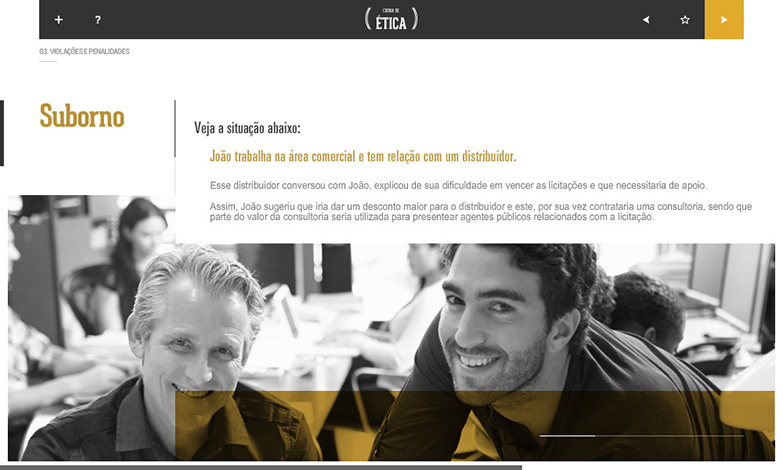 + ?
CÓDIGO DE
(ÉTICA)
03. VIOLAÇÕES E PENALIDADES
Suborno
Veja a situação abaixo:
João trabalha na área comercial e tem relação com um distribuidor.
Esse distribuidor conversou com João, explicou de sua dificuldade em vencer as licitações e que necessitaria de apoio.
Assim, João sugeriu que iria dar um desconto maior para o distribuidor e este, por sua vez contrataria uma consultoria, sendo que
parte do valor da consultoria seria utilizada para presentear agentes públicos relacionados com a licitação.